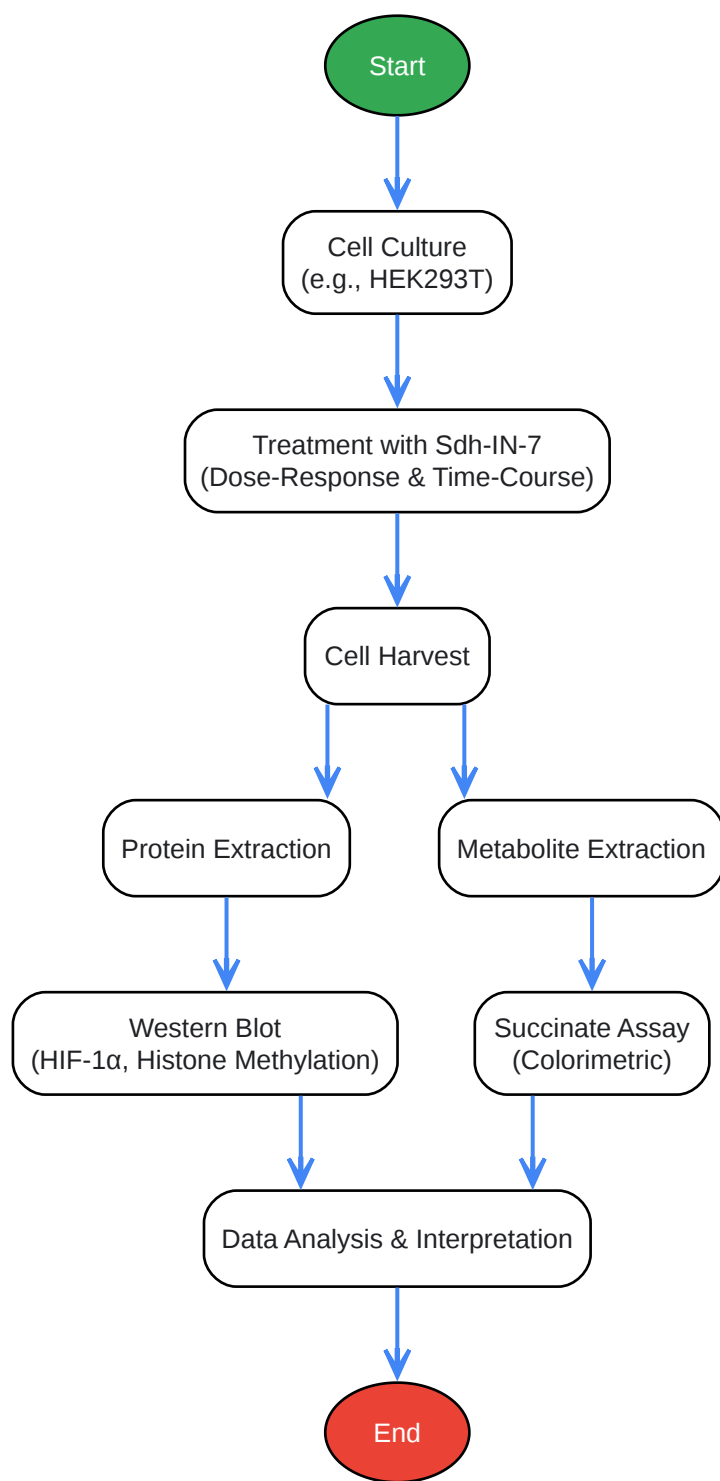 Start
Cell Culture
(e.g., HEK293T)
Treatment with Sdh-IN-7
(Dose-Response & Time-Course)
Cell Harvest
Protein Extraction
Metabolite Extraction
Western Blot
(HIF-1α, Histone Methylation)
Succinate Assay
(Colorimetric)
Data Analysis & Interpretation
End